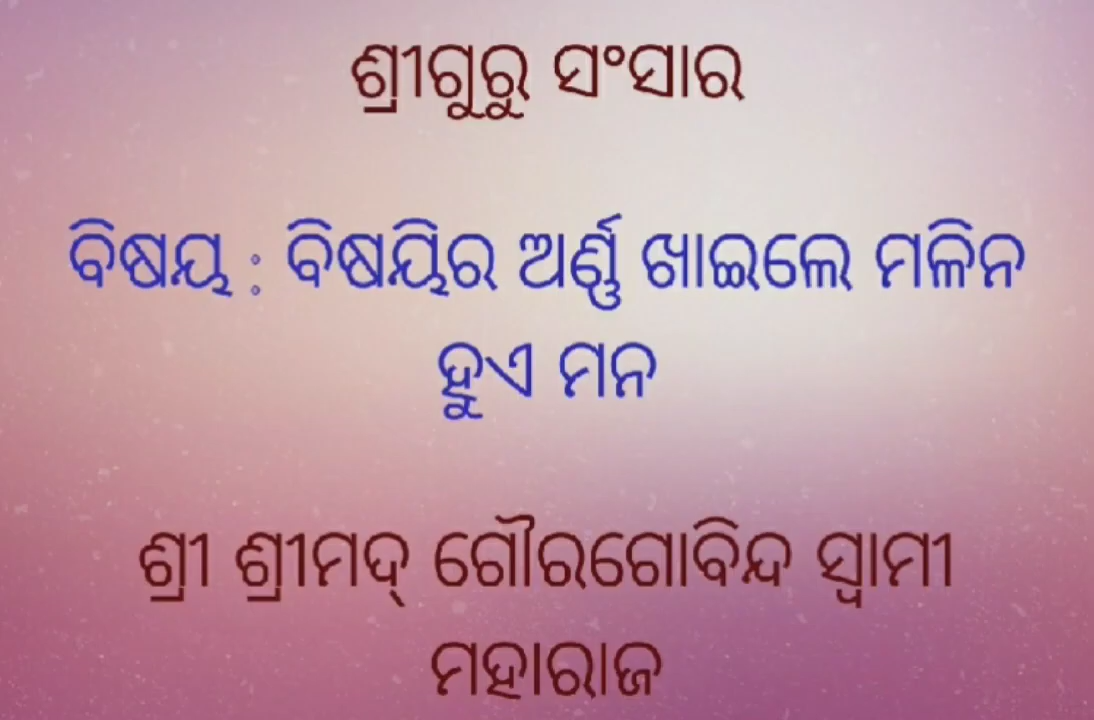 ଶ୍ରୀଗୁରୁ ସଂସାର
ବିଷୟ : ବିଷୟିର ଅର୍ଣ୍ଣ ଖାଇଲେ ମଳିନ
ହୁଏ ମନ
ଶ୍ରୀ ଶ୍ରୀମଦ୍ ଗୌରଗୋବିନ୍ଦ ସ୍ୱାମୀ
ମହାରାଜ